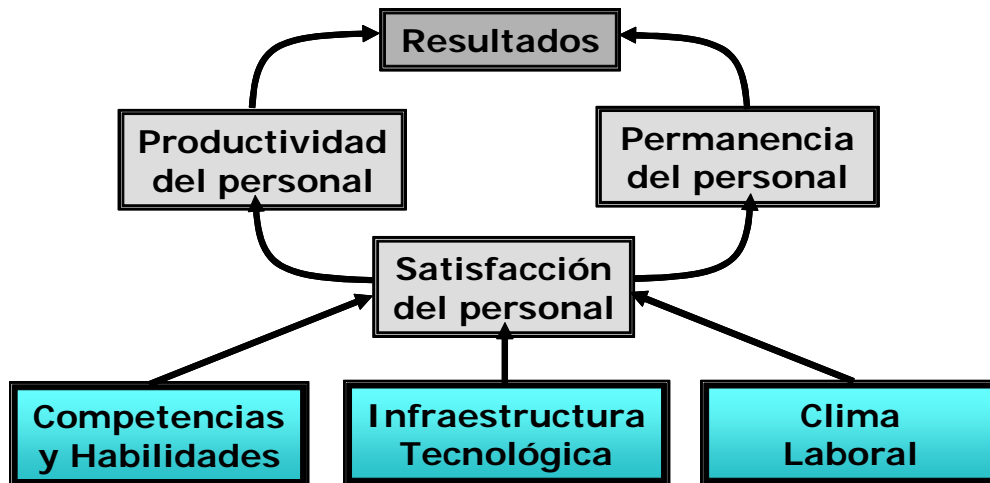 Resultados
Productividad
del personal
Permanencia
del personal
Satisfacción
del personal
Competencias
y Habilidades
Infraestructura
Tecnológica
Clima
Laboral